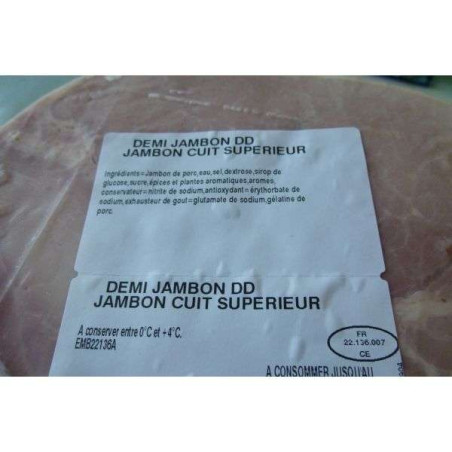 DEMI JAMBON DD
JAMBON CUIT SUPERIEUR
Ingrédients=Jambon de porc,eau,sel,dextrose,sirop de
glucose,sucre,épices et plantes aromatiques,aromes,
conservateur=nitrite de sodium,antioxydant=érythorbate de
sodium,exhausteur de gout=glutamate de sodium,gélatine de
porc.
DEMI JAMBON DD
JAMBON CUIT SUPERIEUR
A conserver entre 0°C et +4°C.
EMB22136A
FR
22.136.007
CE
A CONSOMMER JUSQU'AU